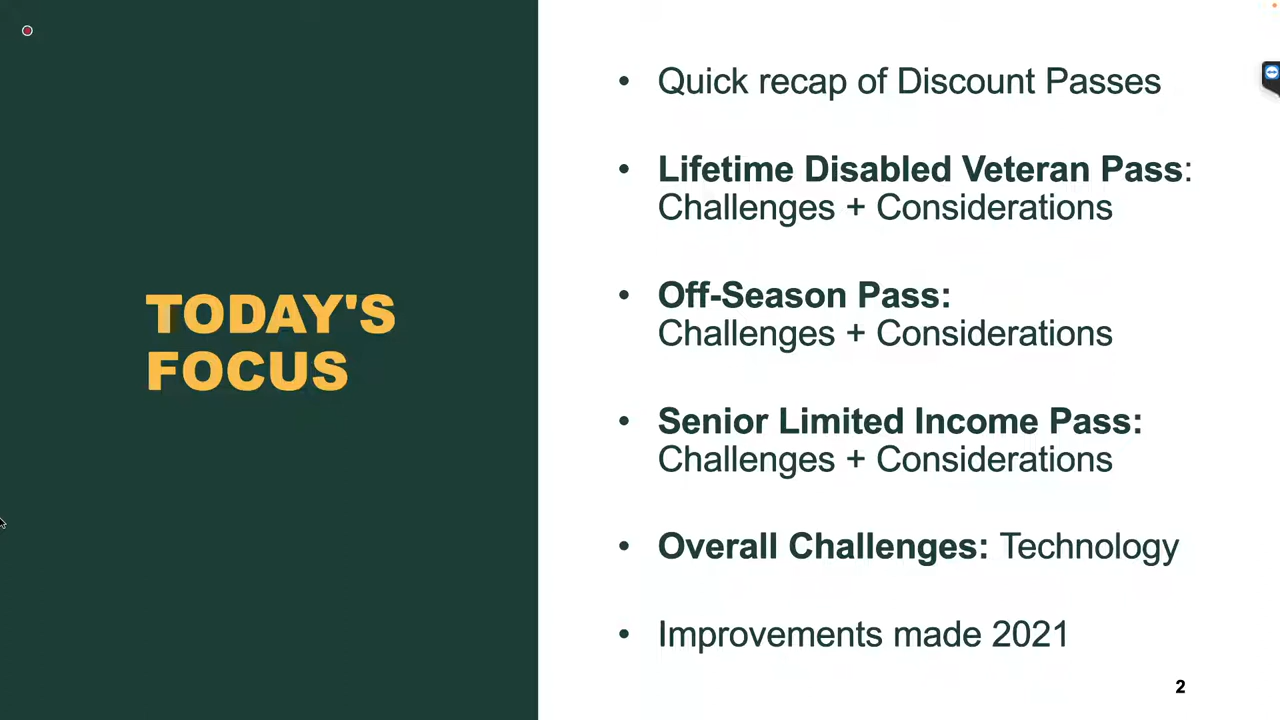 TODAY'S
FOCUS
• Quick recap of Discount Passes
• Lifetime Disabled Veteran Pass:
Challenges + Considerations
• Off-Season Pass:
Challenges + Considerations
• Senior Limited Income Pass:
Challenges + Considerations
• Overall Challenges: Technology
• Improvements made 2021
2